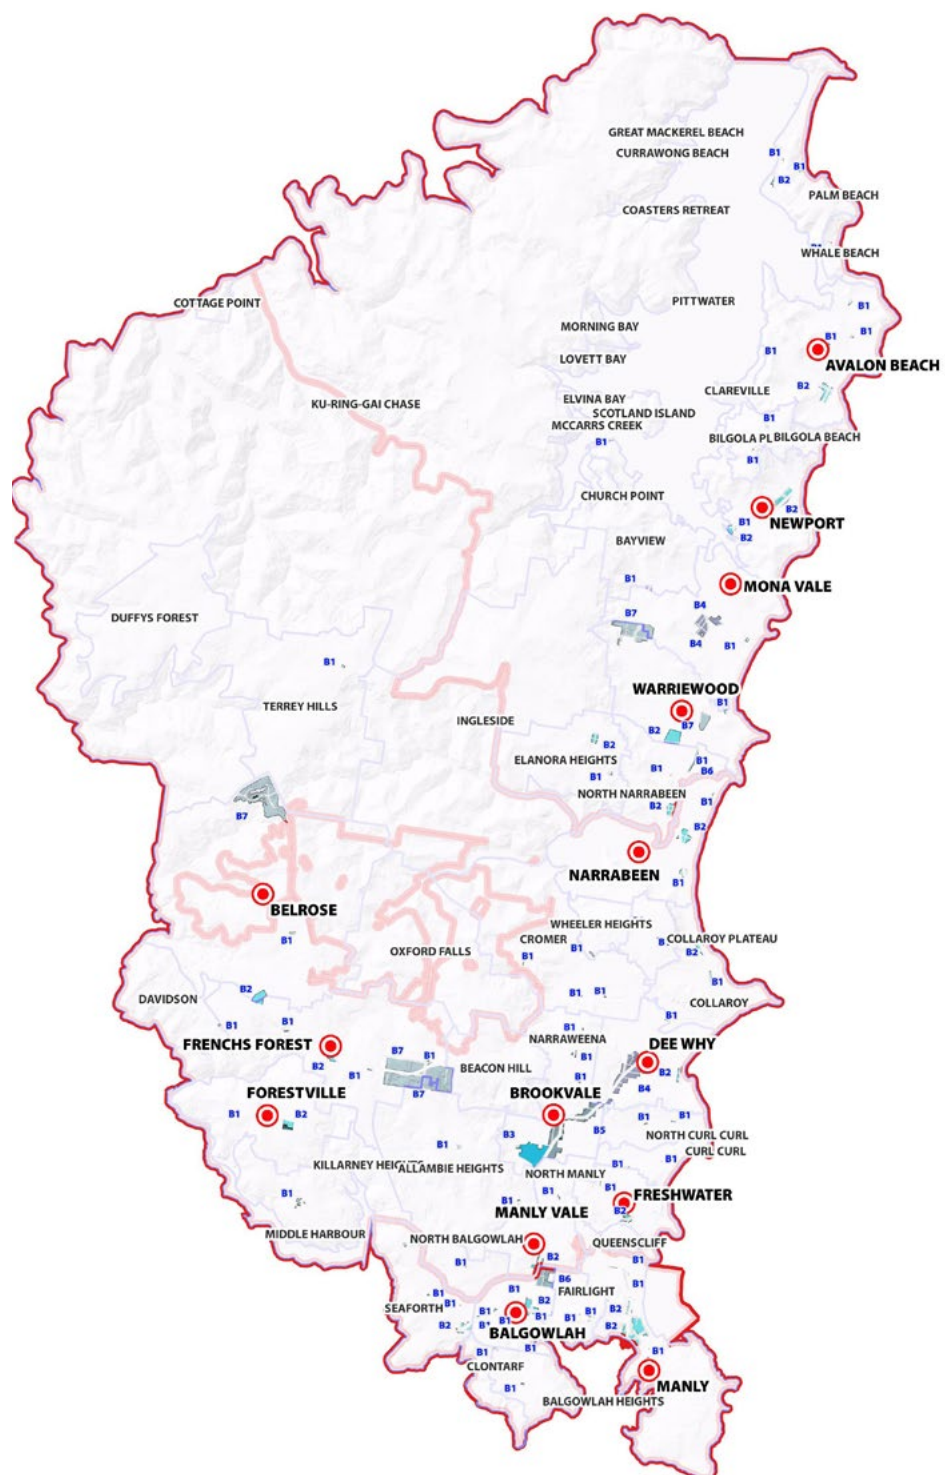 GREAT MACKEREL BEACH
CURRAWONG BEACH
B1
B1
B2
PALM BEACH
COASTERS RETREAT
WHALE BEACH
COTTAGE POINT
PITTWATER
B1
MORNING BAY
B1
B1
LOVETT BAY
B1
AVALON BEACH
KU-RING-GAI CHASE
CLAREVILLE
B2
ELVINA BAY
SCOTLAND ISLAND
MCCARRS CREEK
B1
B1
BILGOLA PL
BILGOLA BEACH
B1
CHURCH POINT
B2
NEWPORT
B1
B2
BAYVIEW
B1
MONA VALE
B4
B7
DUFFYS FOREST
B4
B1
B1
TERREY HILLS
WARRIEWOOD
B1
INGLESIDE
B7
B2
B2
ELANORA HEIGHTS
B1
B1
B1
B6
NORTH NARRABEEN
B1
B2
B7
B2
NARRABEEN
B1
BELROSE
WHEELER HEIGHTS
B1
CROMER
B1
B1
COLLAROY PLATEAU
B2
B1
OXFORD FALLS
B1
B2
DAVIDSON
B1
B1
COLLAROY
B1
B1
B1
B1
FRENCHS FOREST
NARRAWEENA
DEE WHY
B7
B1
B1
B2
BEACON HILL
B1
B1
B2
B7
B4
FORESTVILLE
BROOKVALE
B1
B2
B1
B1
B3
B5
NORTH CURL CURL
B1
CURL CURL
KILLARNEY HEIGHTS
ALLAMBIE HEIGHTS
B1
B1
NORTH MANLY
B1
B1
B1
B1
FRESHWATER
MANLY VALE
B2
MIDDLE HARBOUR
NORTH BALGOWLAH
QUEENSCLIFF
B2
B1
B1
B6
B1
B1
FAIRLIGHT
B1
B1
B2
SEAFORTH
B1
B1
B1
B1
B2
B2
B1
B1
B2
BALGOWLAH
B1
B1
B1
CLONTARF
B1
MANLY
BALGOWLAH HEIGHTS